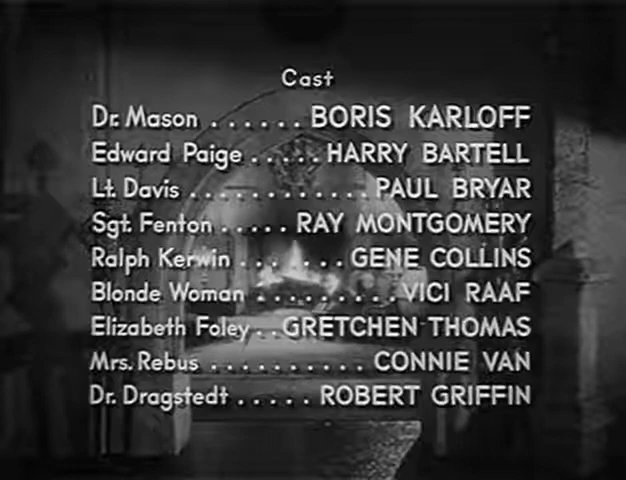 Cast
Dr. Mason ...... BORIS KARLOFF
Edward Paige ..... HARRY BARTELL
Lt. Davis ............ PAUL BRYAR
Sgt. Fenton ..... RAY MONTGOMERY
Ralph Kerwin ....... GENE COLLINS
Blonde Woman ......... VICI RAAF
Elizabeth Foley .. GRETCHEN THOMAS
Mrs. Rebus .......... CONNIE VAN
Dr. Dragstedt ..... ROBERT GRIFFIN